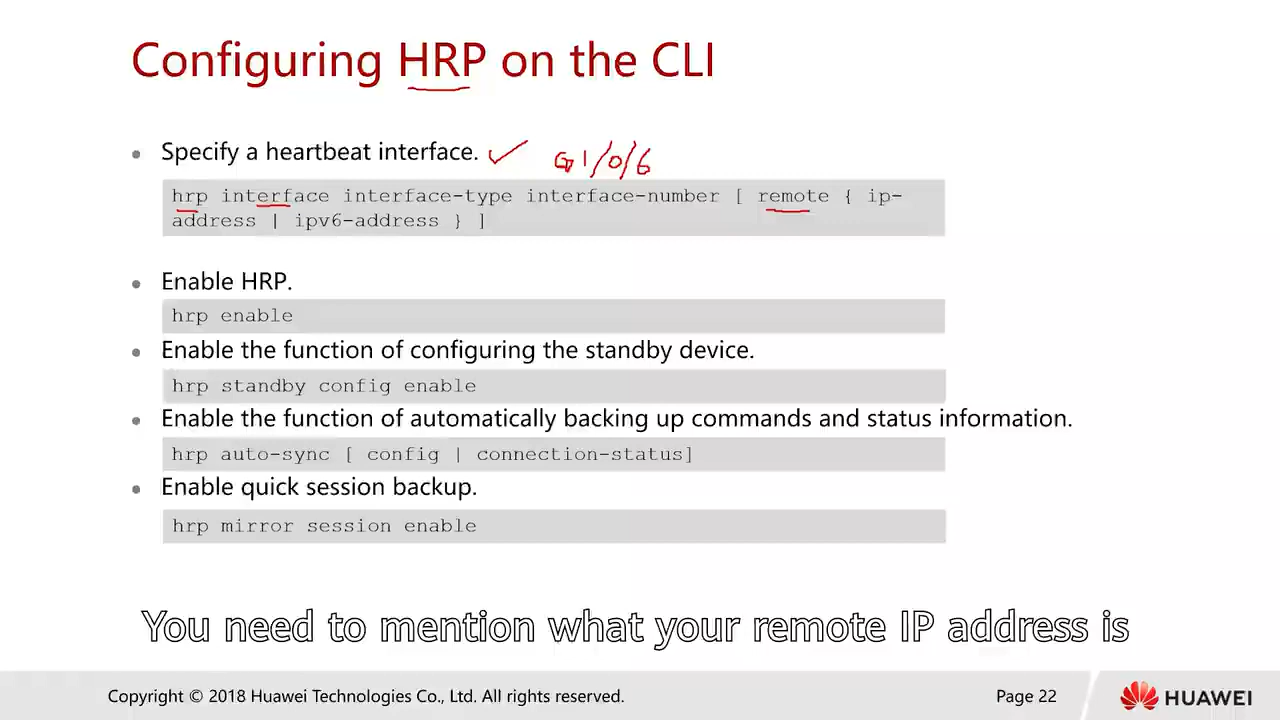 Configuring HRP on the CLI
Specify a heartbeat interface.
G1/0/6
hrp interface interface-type interface-number [ remote { ip-
address | ipv6-address } ]
Enable HRP.
hrp enable
Enable the function of configuring the standby device.
hrp standby config enable
Enable the function of automatically backing up commands and status information.
hrp auto-sync [ config | connection-status]
Enable quick session backup.
hrp mirror session enable
You need to mention what your remote IP address is
Copyright © 2018 Huawei Technologies Co., Ltd. All rights reserved.
Page 22
HUAWEI